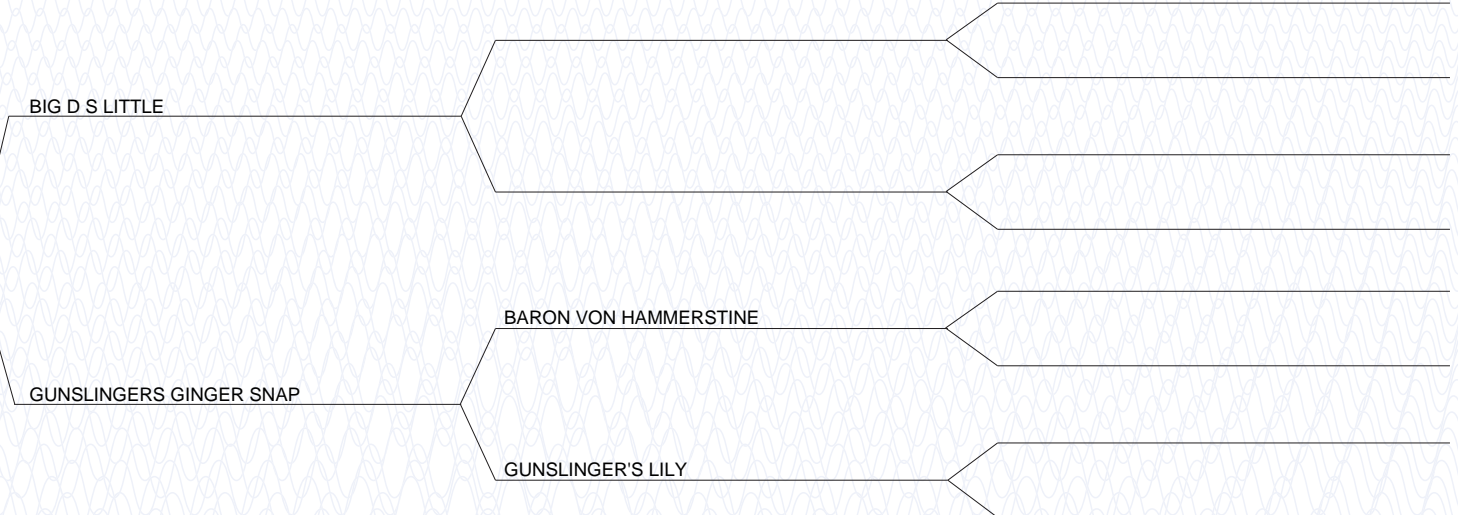 BIG D S LITTLE
BARON VON HAMMERSTINE
GUNSLINGERS GINGER SNAP
GUNSLINGER'S LILY